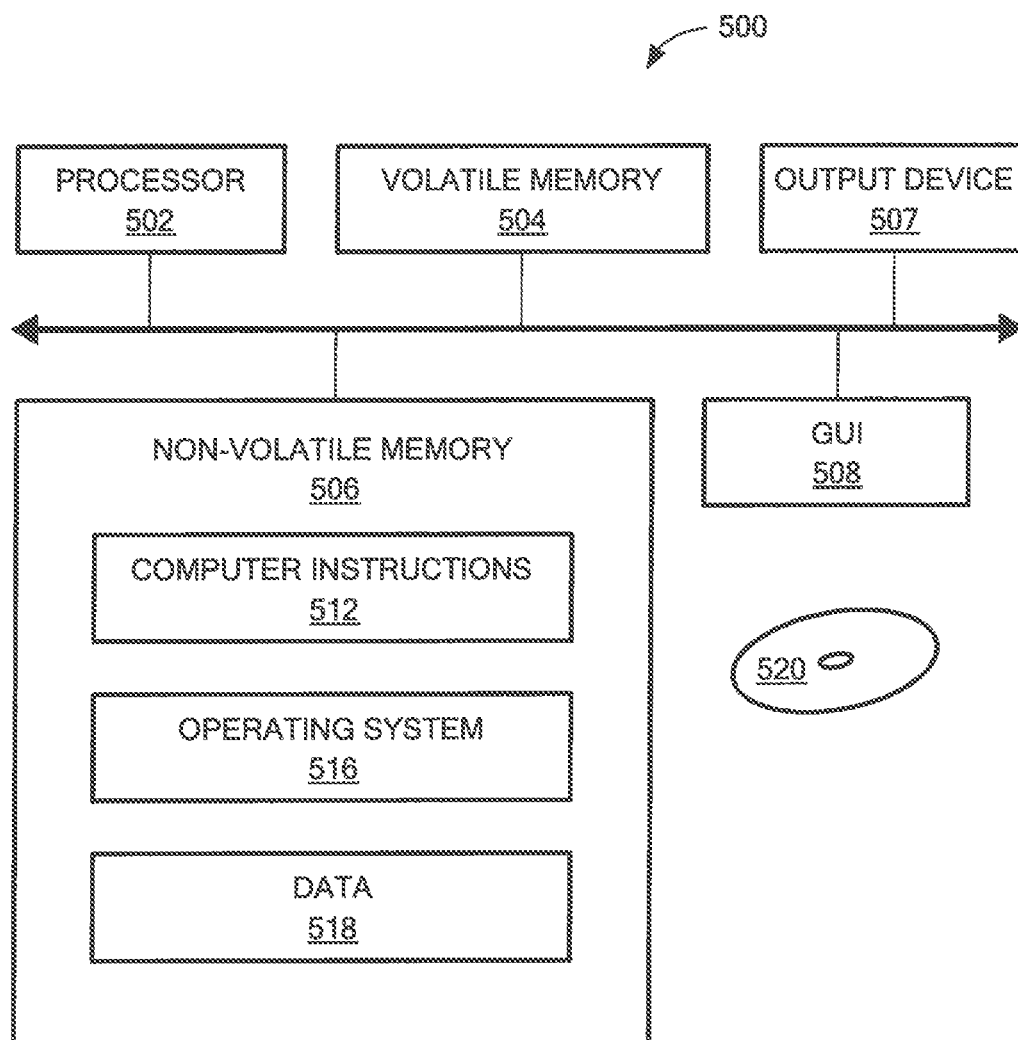 500
PROCESSOR
502
VOLATILE MEMORY
504
OUTPUT DEVICE
507
NON-VOLATILE MEMORY
506
GUI
508
COMPUTER INSTRUCTIONS
512
520
OPERATING SYSTEM
516
DATA
518